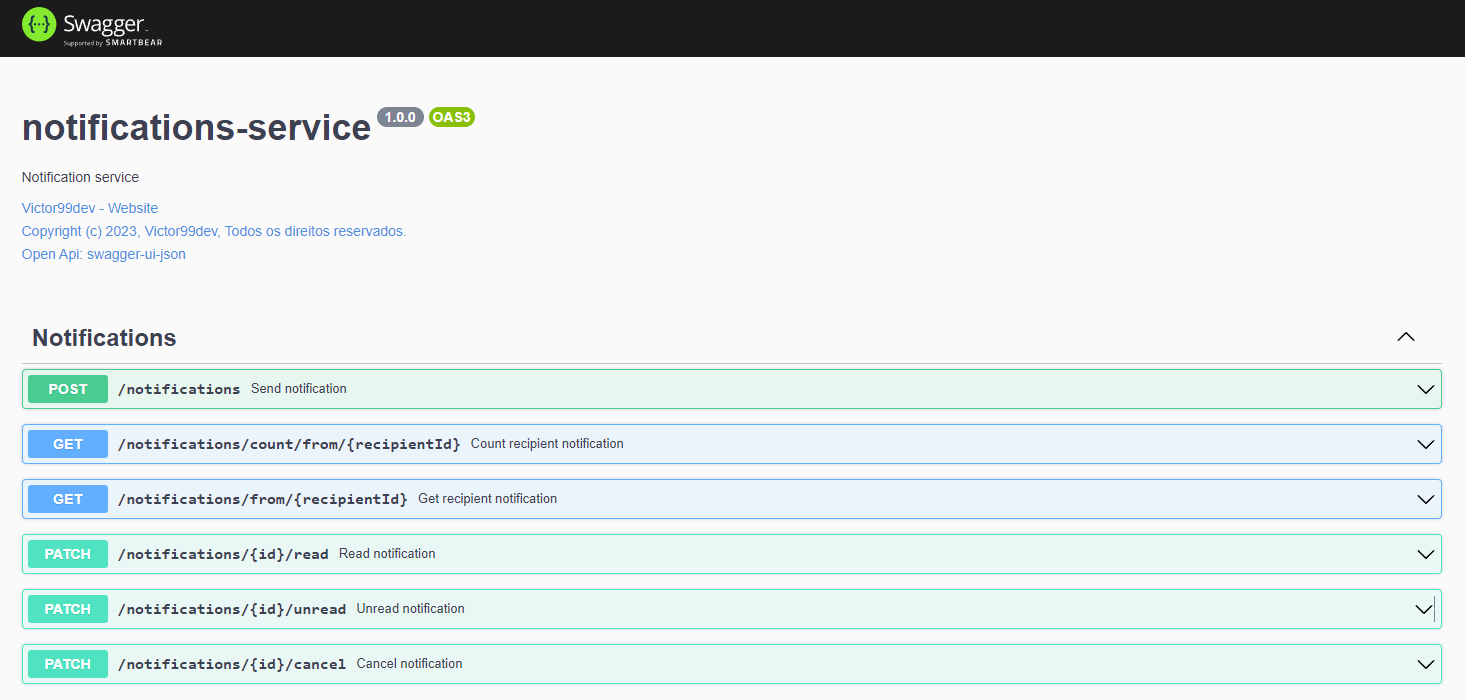 {···} Swagger
Supported by SMARTBEAR
notifications-service 1.0.0 OAS3
Notification service
Victor99dev - Website
Copyright (c) 2023, Victor99dev, Todos os direitos reservados.
Open Api: swagger-ui-json
Notifications
POST /notifications Send notification
GET /notifications/count/from/{recipientId} Count recipient notification
GET /notifications/from/{recipientId} Get recipient notification
PATCH /notifications/{id}/read Read notification
PATCH /notifications/{id}/unread Unread notification
PATCH /notifications/{id}/cancel Cancel notification